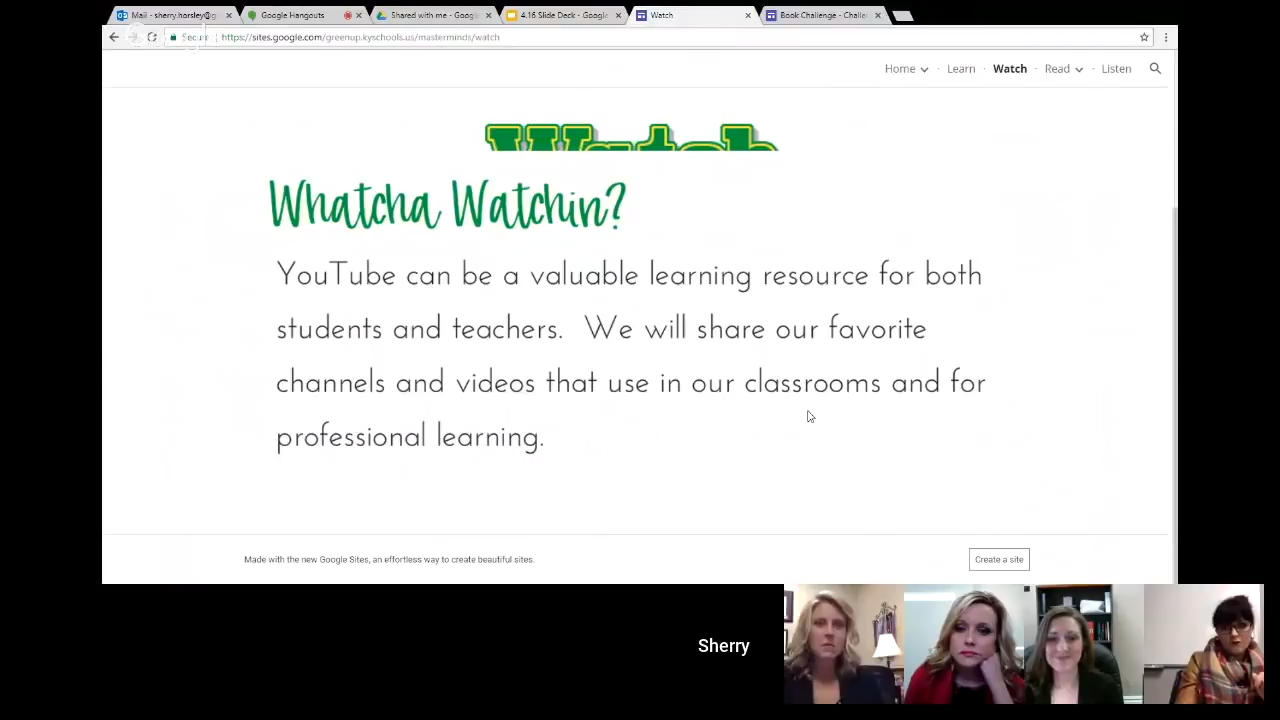 Mail - sherry.horsley@g
Google Hangouts
Shared with me - Googl
4.16 Slide Deck - Google
Watch
Book Challenge - Challe
Secure
https://sites.google.com/greenup.kyschools.us/masterminds/watch
Home
Learn
Watch
Read
Listen
Watch
Whatcha Watchin?
YouTube can be a valuable learning resource for both
students and teachers. We will share our favorite
channels and videos that use in our classrooms and for
professional learning.
Made with the new Google Sites, an effortless way to create beautiful sites.
Create a site
Sherry